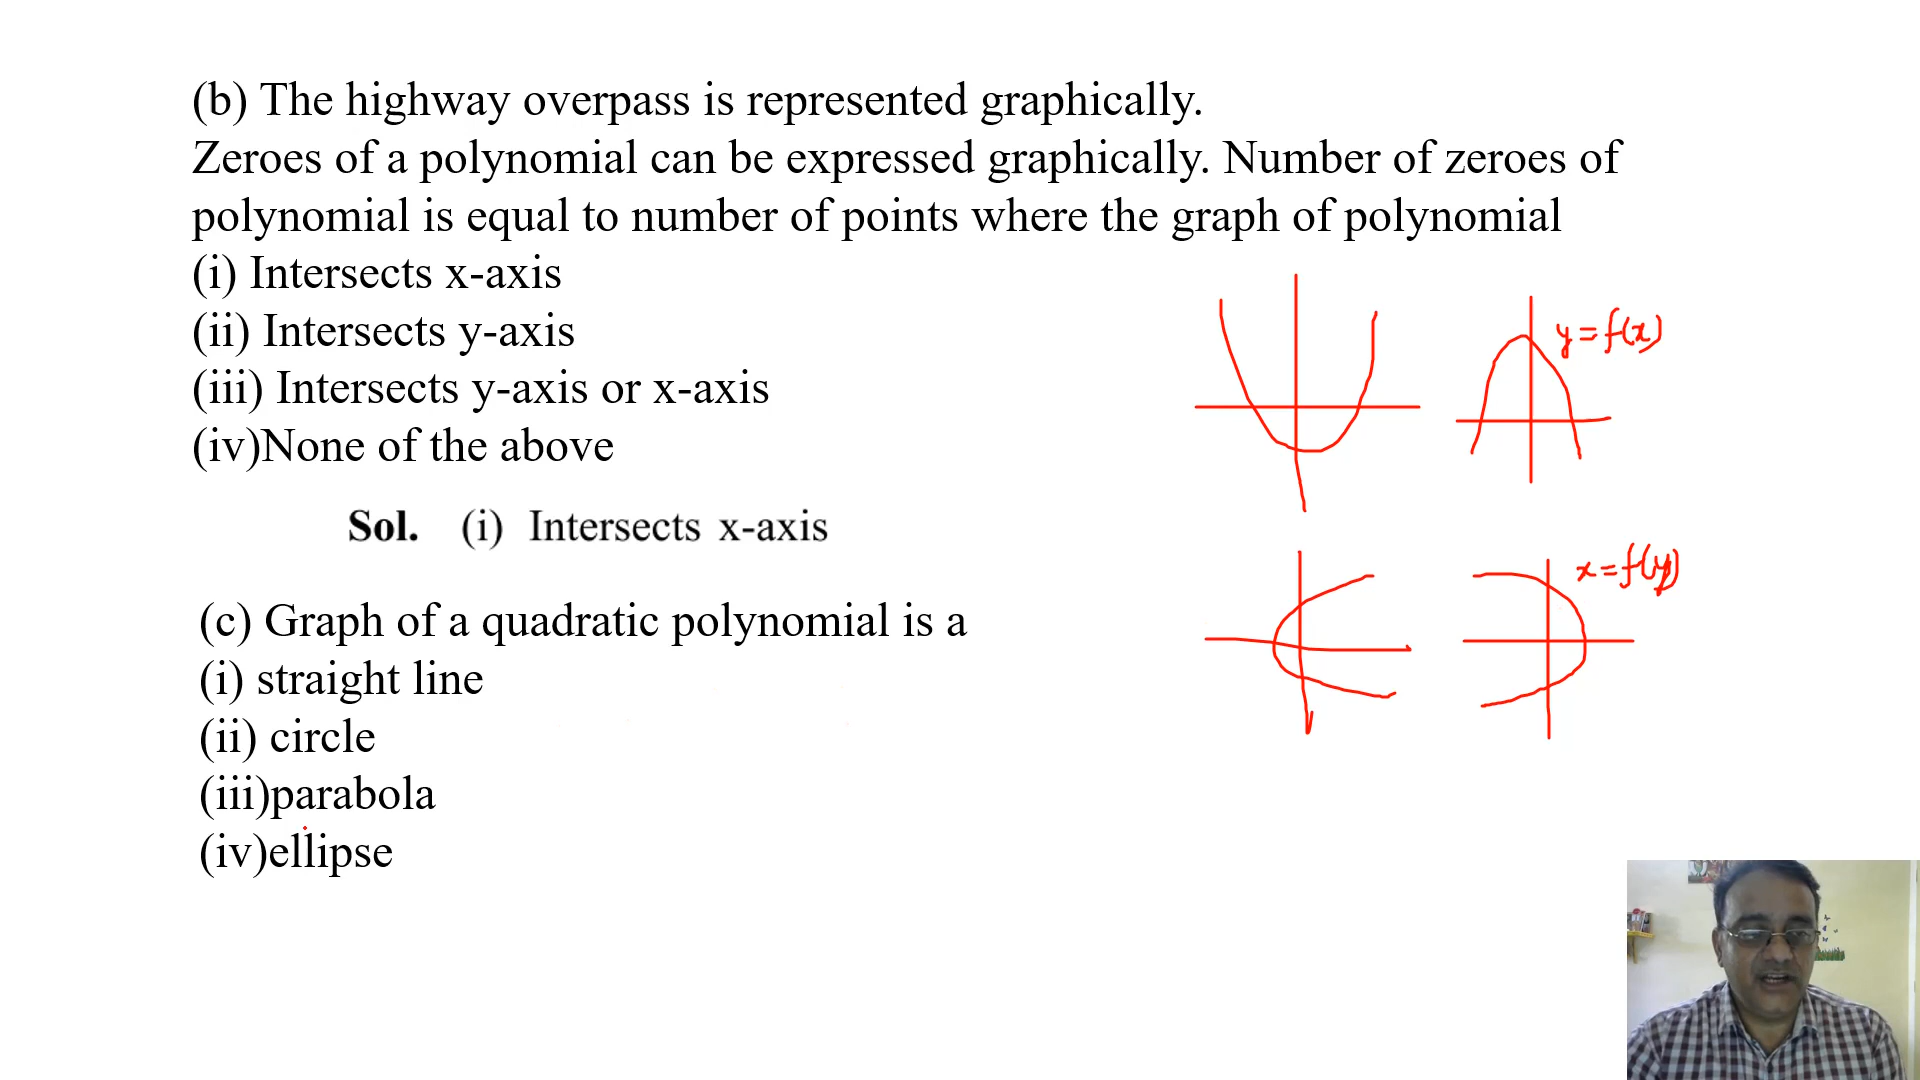 (b) The highway overpass is represented graphically.
Zeroes of a polynomial can be expressed graphically. Number of zeroes of
polynomial is equal to number of points where the graph of polynomial
(i) Intersects x-axis
(ii) Intersects y-axis
(iii) Intersects y-axis or x-axis
(iv)None of the above
y=f(x)
Sol. (i) Intersects x-axis
x=f(y)
(c) Graph of a quadratic polynomial is a
(i) straight line
(ii) circle
(iii)parabola
(iv)ellipse